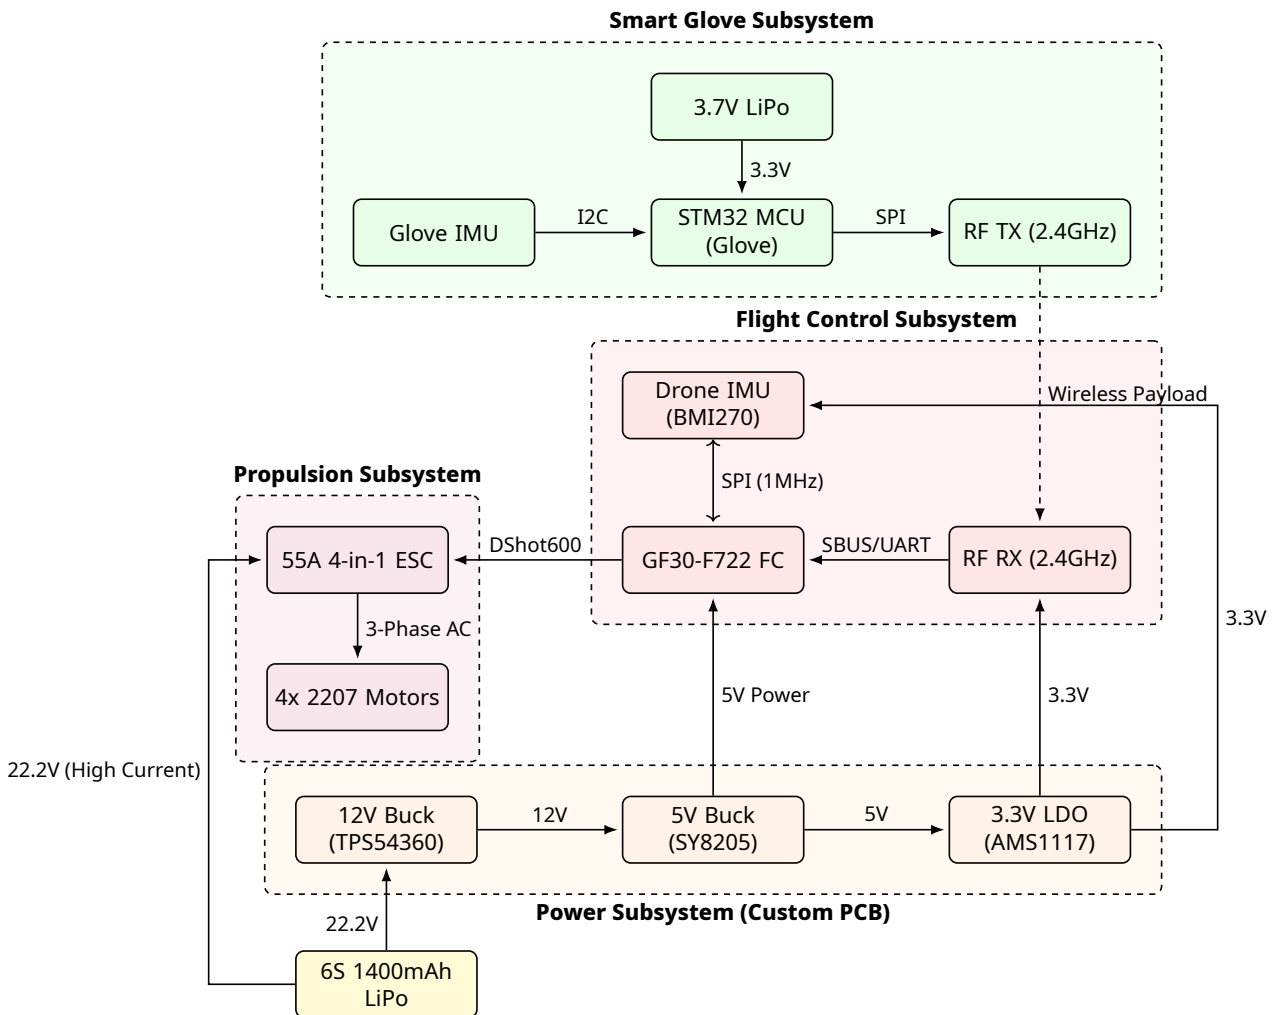 Smart Glove Subsystem
3.7V LiPo
3.3V
Glove IMU
I2C
STM32 MCU
(Glove)
SPI
RF TX (2.4GHz)
Flight Control Subsystem
Drone IMU
(BMI270)
Wireless Payload
SPI (1MHz)
Propulsion Subsystem
55A 4-in-1 ESC
DShot600
GF30-F722 FC
SBUS/UART
RF RX (2.4GHz)
3-Phase AC
3.3V
4x 2207 Motors
5V Power
3.3V
22.2V (High Current)
12V Buck
(TPS54360)
12V
5V Buck
(SY8205)
5V
3.3V LDO
(AMS1117)
Power Subsystem (Custom PCB)
22.2V
6S 1400mAh
LiPo